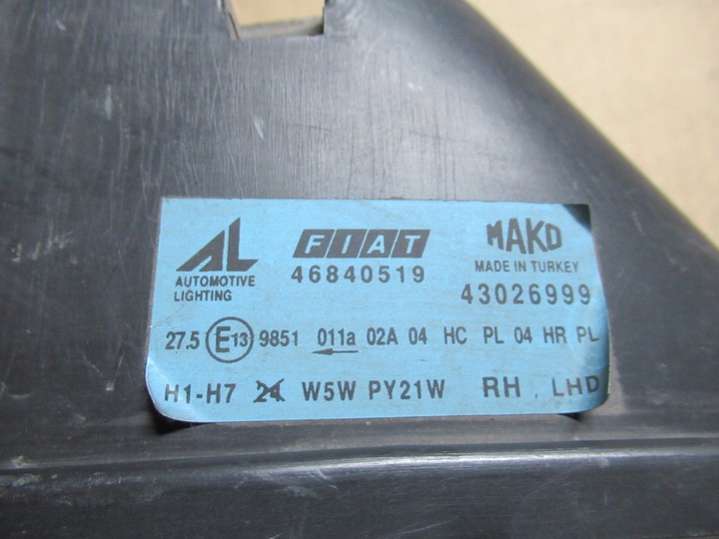 AL FIAT MAKO
AUTOMOTIVE LIGHTING
46840519
MADE IN TURKEY
43026999
27.5 E13 9851 011a 02A 04 HC PL 04 HR PL
H1-H7 24 W5W PY21W RH LHD